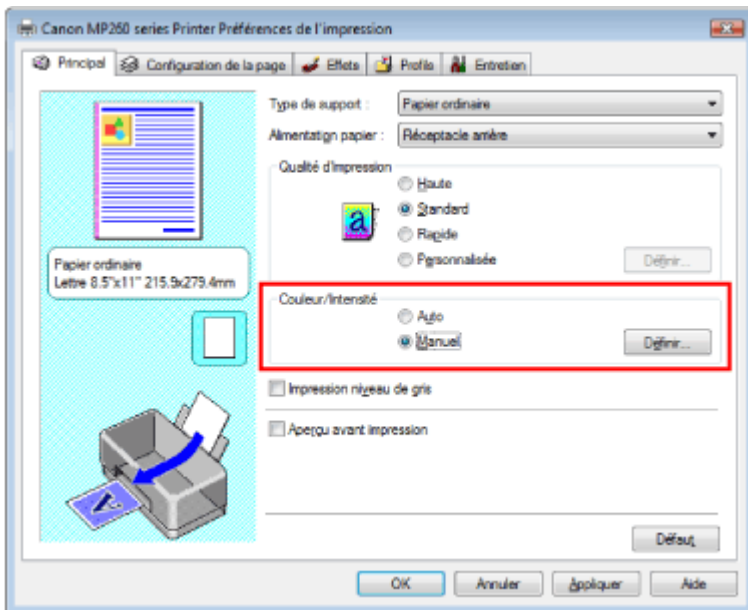 Canon MP260 series Printer Préférences de l'impression
Principal
Configuration de la page
Effets
Profils
Entretien
Type de support :
Papier ordinaire
Alimentation papier :
Réceptacle arrière
Qualité d'impression
Haute
Standard
Rapide
Personnalisée
Définir...
Papier ordinaire
Lettre 8.5"x11" 215.9x279.4mm
Couleur/Intensité
Auto
Manuel
Définir...
Impression niveau de gris
Aperçu avant impression
Défaut
OK
Annuler
Appliquer
Aide